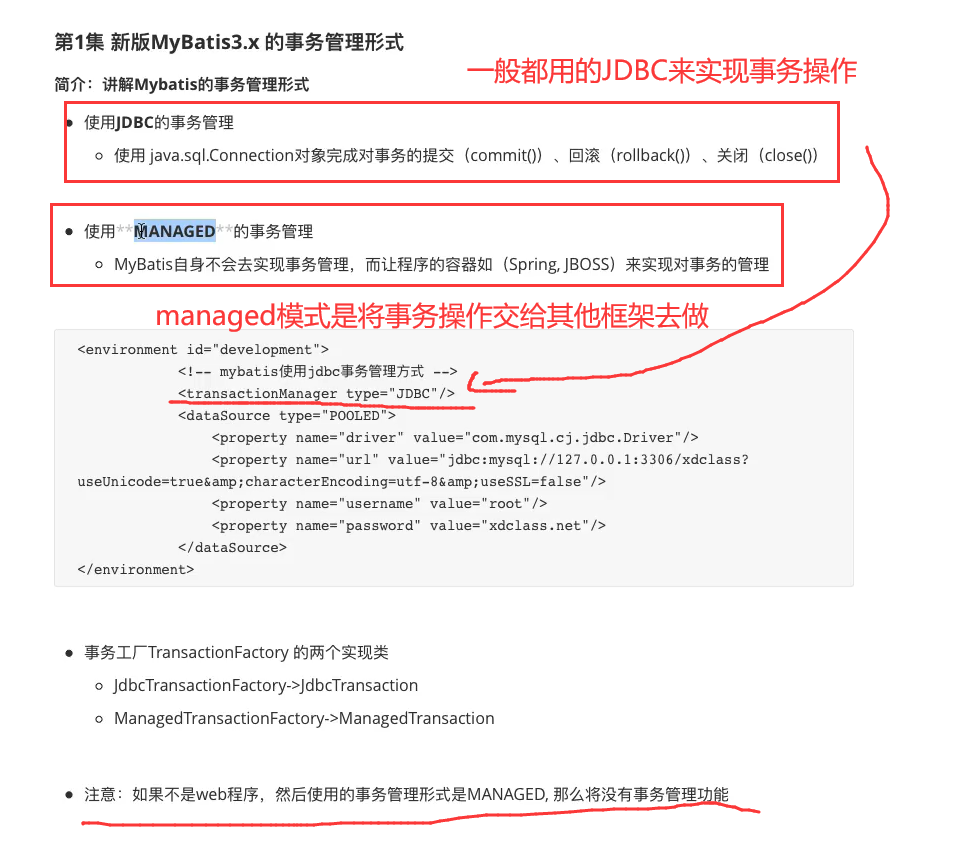 第1集 新版MyBatis3.x 的事务管理形式
一般都用的JDBC来实现事务操作
简介：讲解Mybatis的事务管理形式
使用JDBC的事务管理
使用 java.sql.Connection对象完成对事务的提交（commit()）、回滚（rollback()）、关闭（close()）
使用**MANAGED**的事务管理
MyBatis自身不会去实现事务管理，而让程序的容器如（Spring, JBOSS）来实现对事务的管理
managed模式是将事务操作交给其他框架去做
<environment id="development">
<!-- mybatis使用jdbc事务管理方式 -->
<transactionManager type="JDBC"/>
<dataSource type="POOLED">
<property name="driver" value="com.mysql.cj.jdbc.Driver"/>
<property name="url" value="jdbc:mysql://127.0.0.1:3306/xdclass?
useUnicode=true&amp;characterEncoding=utf-8&amp;useSSL=false"/>
<property name="username" value="root"/>
<property name="password" value="xdclass.net"/>
</dataSource>
</environment>
事务工厂TransactionFactory 的两个实现类
JdbcTransactionFactory->JdbcTransaction
ManagedTransactionFactory->ManagedTransaction
注意：如果不是web程序，然后使用的事务管理形式是MANAGED, 那么将没有事务管理功能